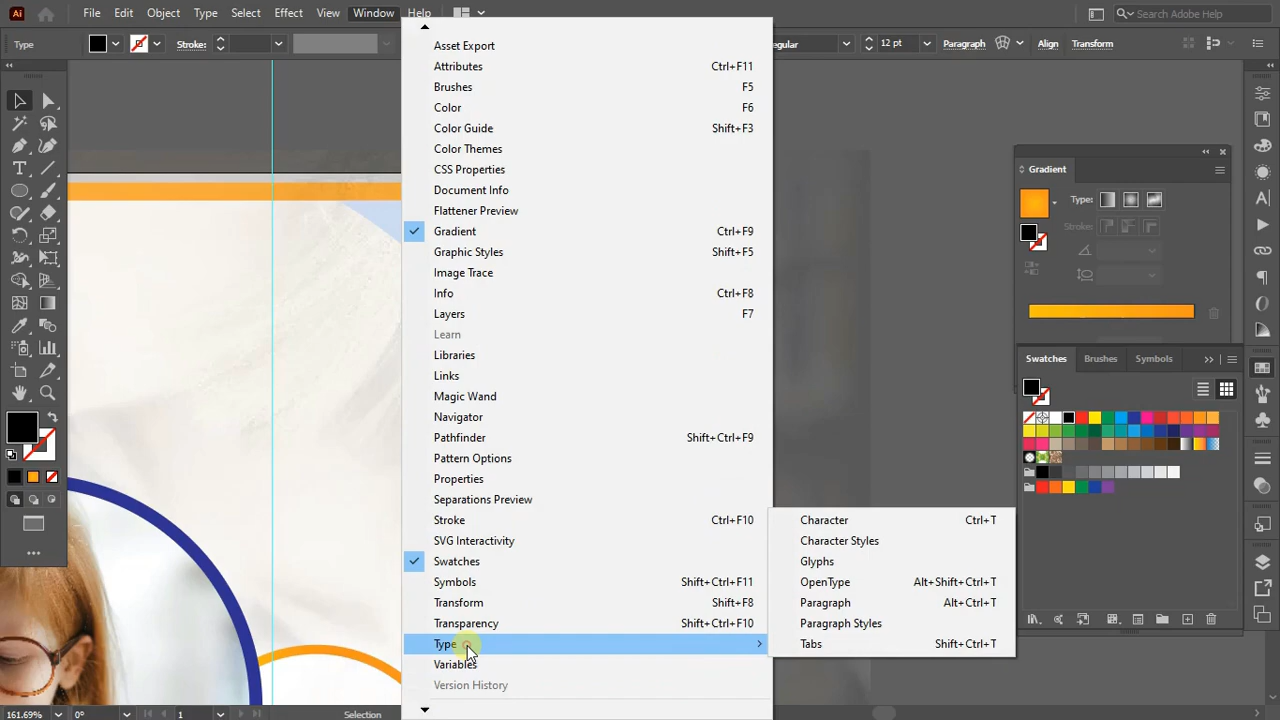 Ai File Edit Object Type Select Effect View Window Help Search Adobe Help
Type Stroke: egular 12 pt Paragraph Align Transform
Asset Export
Attributes Ctrl+F11
Brushes F5
Color F6
Color Guide Shift+F3
Color Themes
CSS Properties
Document Info
Flattener Preview
Gradient Ctrl+F9
Graphic Styles Shift+F5
Image Trace
Info Ctrl+F8
Layers F7
Learn
Libraries
Links
Magic Wand
Navigator
Pathfinder Shift+Ctrl+F9
Pattern Options
Properties
Separations Preview
Stroke Ctrl+F10
SVG Interactivity
Swatches
Symbols Shift+Ctrl+F11
Transform Shift+F8
Transparency Shift+Ctrl+F10
Type
Variables
Version History
Character Ctrl+T
Character Styles
Glyphs
OpenType Alt+Shift+Ctrl+T
Paragraph Alt+Ctrl+T
Paragraph Styles
Tabs Shift+Ctrl+T
Gradient
Type:
Stroke:
Swatches Brushes Symbols
161.69% 0° 1 Selection